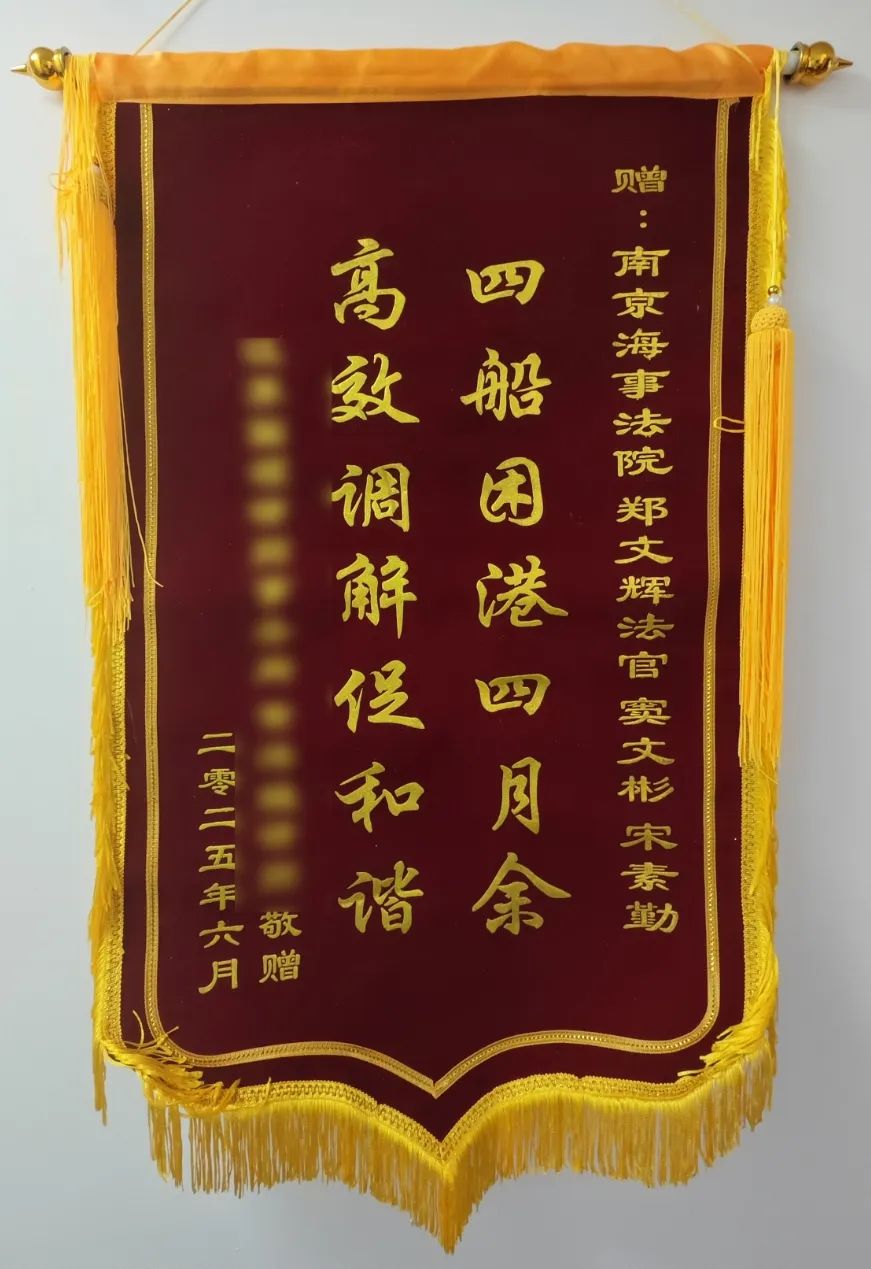 赠：南京海事法院 郑文辉法官 窦文彬 宋素勤
四船困港四月余
高效调解促和谐
敬赠
二零二五年六月